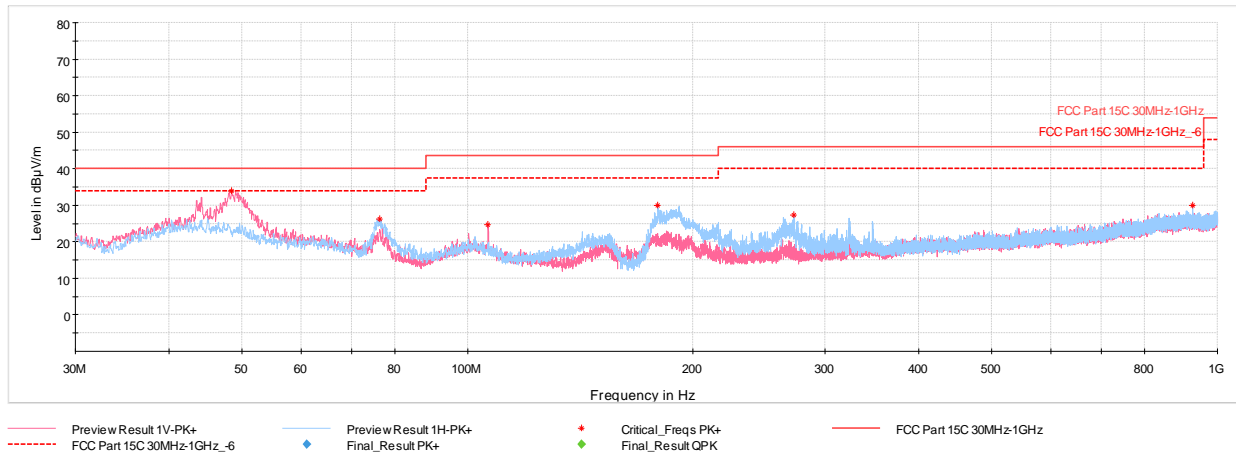 80
70
60
50
40
30
20
10
0
Level in dBµV/m
FCC Part 15C 30MHz-1GHz
FCC Part 15C 30MHz-1GHz_-6
30M 50 60 80 100M 200 300 400 500 800 1G
Frequency in Hz
Preview Result 1V-PK+ Preview Result 1H-PK+ Critical_Freqs PK+ FCC Part 15C 30MHz-1GHz
FCC Part 15C 30MHz-1GHz_-6 Final_Result PK+ Final_Result QPK